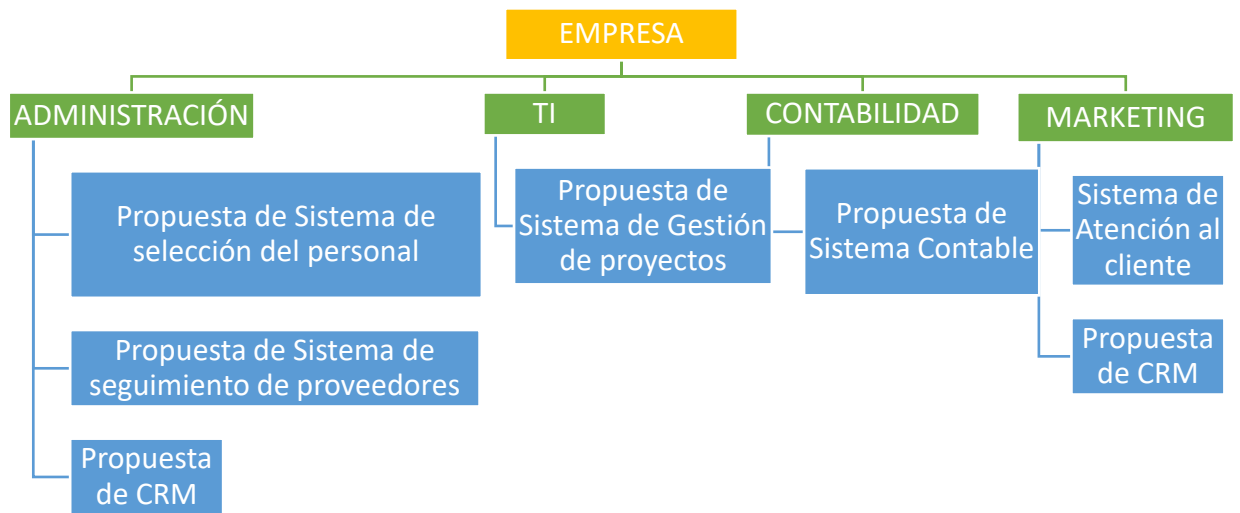 EMPRESA
ADMINISTRACIÓN
TI
CONTABILIDAD
MARKETING
Propuesta de Sistema de
selección del personal
Propuesta de Sistema de
seguimiento de proveedores
Propuesta
de CRM
Propuesta de
Sistema de Gestión
de proyectos
Propuesta de
Sistema Contable
Sistema de
Atención al
cliente
Propuesta
de CRM